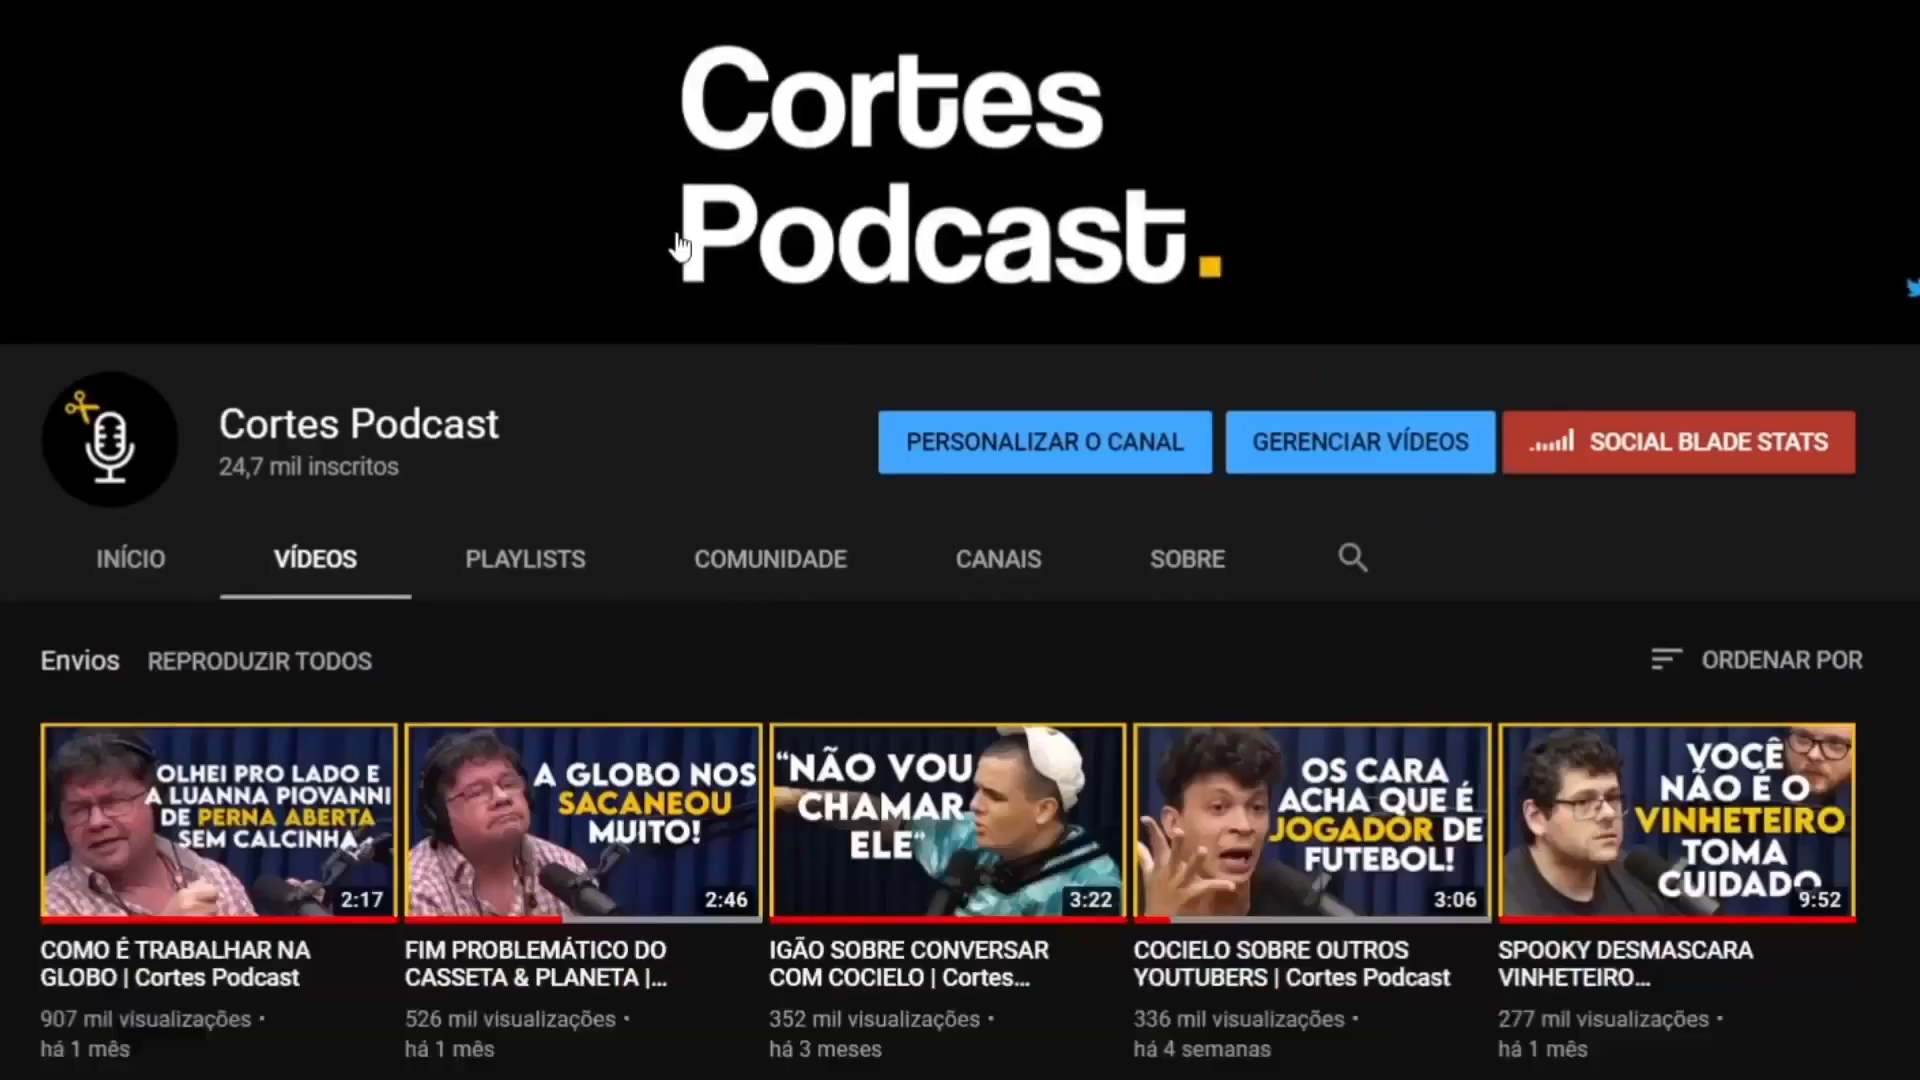 Cortes
Podcast.
Cortes Podcast
24,7 mil inscritos
PERSONALIZAR O CANAL
GERENCIAR VÍDEOS
SOCIAL BLADE STATS
INÍCIO
VÍDEOS
PLAYLISTS
COMUNIDADE
CANAIS
SOBRE
Envios
REPRODUZIR TODOS
ORDENAR POR
OLHEI PRO LADO E
A LUANNA PIOVANNI
DE PERNA ABERTA
SEM CALCINHA
2:17
A GLOBO NOS
SACANEOU
MUITO!
2:46
“NÃO VOU
CHAMAR
ELE“
3:22
OS CARA
ACHA QUE É
JOGADOR DE
FUTEBOL!
3:06
VOCÊ
NÃO É O
VINHETEIRO
TOMA
CUIDADO
9:52
COMO É TRABALHAR NA
GLOBO | Cortes Podcast
907 mil visualizações •
há 1 mês
FIM PROBLEMÁTICO DO
CASSETA & PLANETA |...
526 mil visualizações •
há 1 mês
IGÃO SOBRE CONVERSAR
COM COCIELO | Cortes...
352 mil visualizações •
há 3 meses
COCIELO SOBRE OUTROS
YOUTUBERS | Cortes Podcast
336 mil visualizações •
há 4 semanas
SPOOKY DESMASCARA
VINHETEIRO...
277 mil visualizações •
há 1 mês